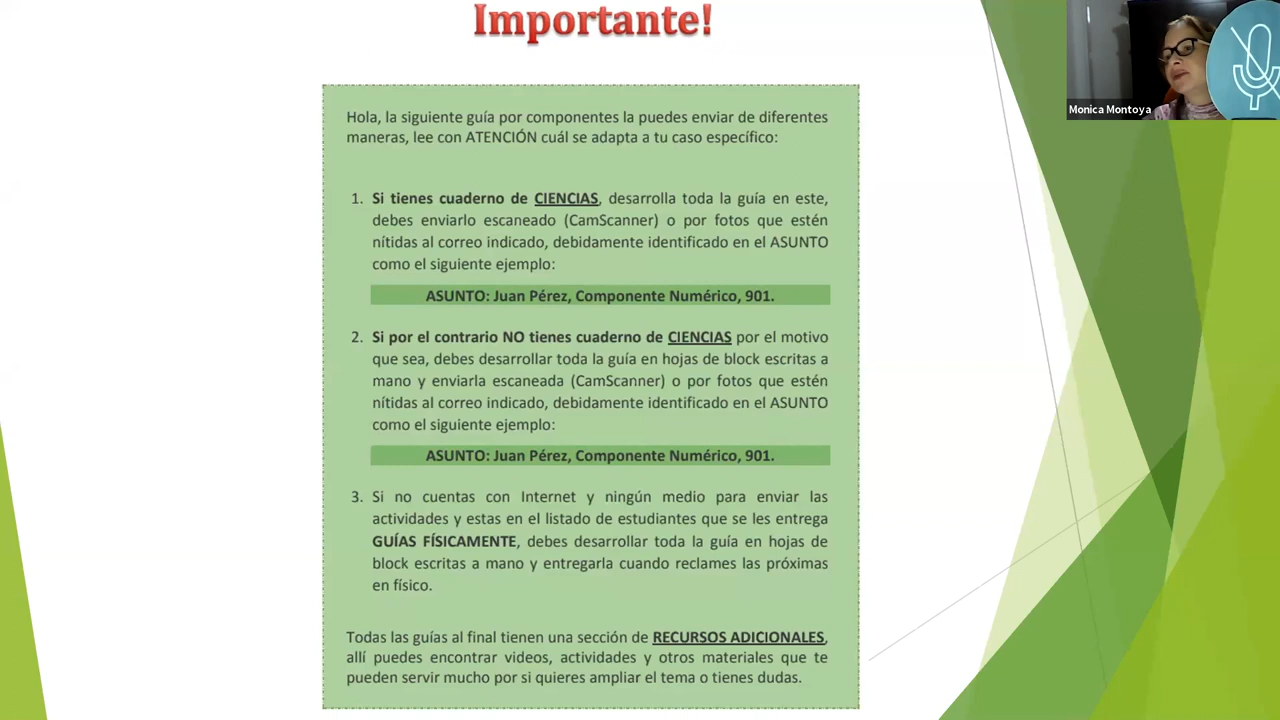 Importante!
Monica Montoya
Hola, la siguiente guía por componentes la puedes enviar de diferentes
maneras, lee con ATENCIÓN cuál se adapta a tu caso específico:
1. Si tienes cuaderno de CIENCIAS, desarrolla toda la guía en este,
debes enviarlo escaneado (CamScanner) o por fotos que estén
nítidas al correo indicado, debidamente identificado en el ASUNTO
como el siguiente ejemplo:
ASUNTO: Juan Pérez, Componente Numérico, 901.
2. Si por el contrario NO tienes cuaderno de CIENCIAS por el motivo
que sea, debes desarrollar toda la guía en hojas de block escritas a
mano y enviarla escaneada (CamScanner) o por fotos que estén
nítidas al correo indicado, debidamente identificado en el ASUNTO
como el siguiente ejemplo:
ASUNTO: Juan Pérez, Componente Numérico, 901.
3. Si no cuentas con Internet y ningún medio para enviar las
actividades y estas en el listado de estudiantes que se les entrega
GUÍAS FÍSICAMENTE, debes desarrollar toda la guía en hojas de
block escritas a mano y entregarla cuando reclames las próximas
en físico.
Todas las guías al final tienen una sección de RECURSOS ADICIONALES,
allí puedes encontrar videos, actividades y otros materiales que te
pueden servir mucho por si quieres ampliar el tema o tienes dudas.